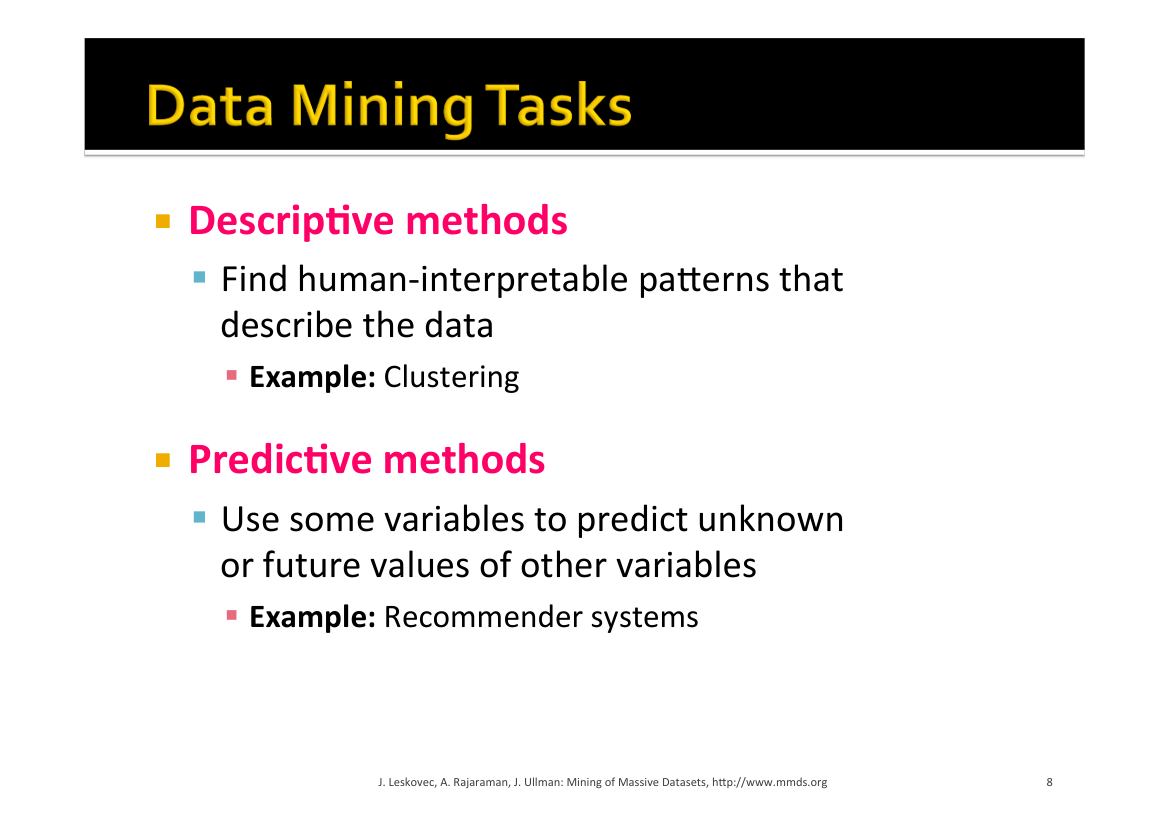 Data Mining Tasks
Descriptive methods
Find human-interpretable patterns that
describe the data
Example: Clustering
Predictive methods
Use some variables to predict unknown
or future values of other variables
Example: Recommender systems
J. Leskovec, A. Rajaraman, J. Ullman: Mining of Massive Datasets, http://www.mmds.org 8